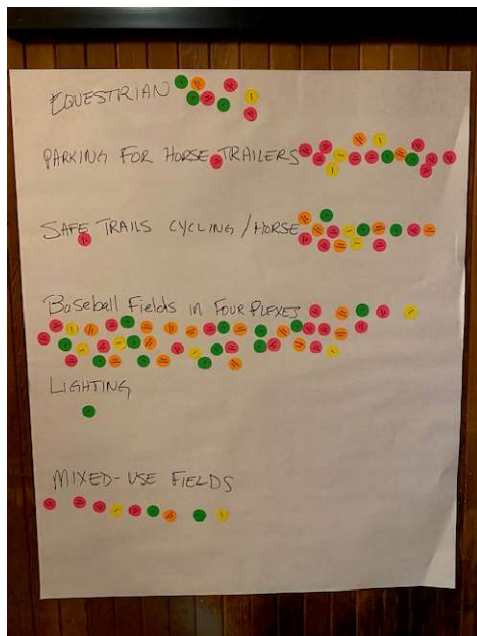 EQUESTRIAN
PARKING FOR HORSE TRAILERS
SAFE TRAILS CYCLING / HORSE
Baseball Fields in FOUR PLEXES
LIGHTING
MIXED-USE FIELDS